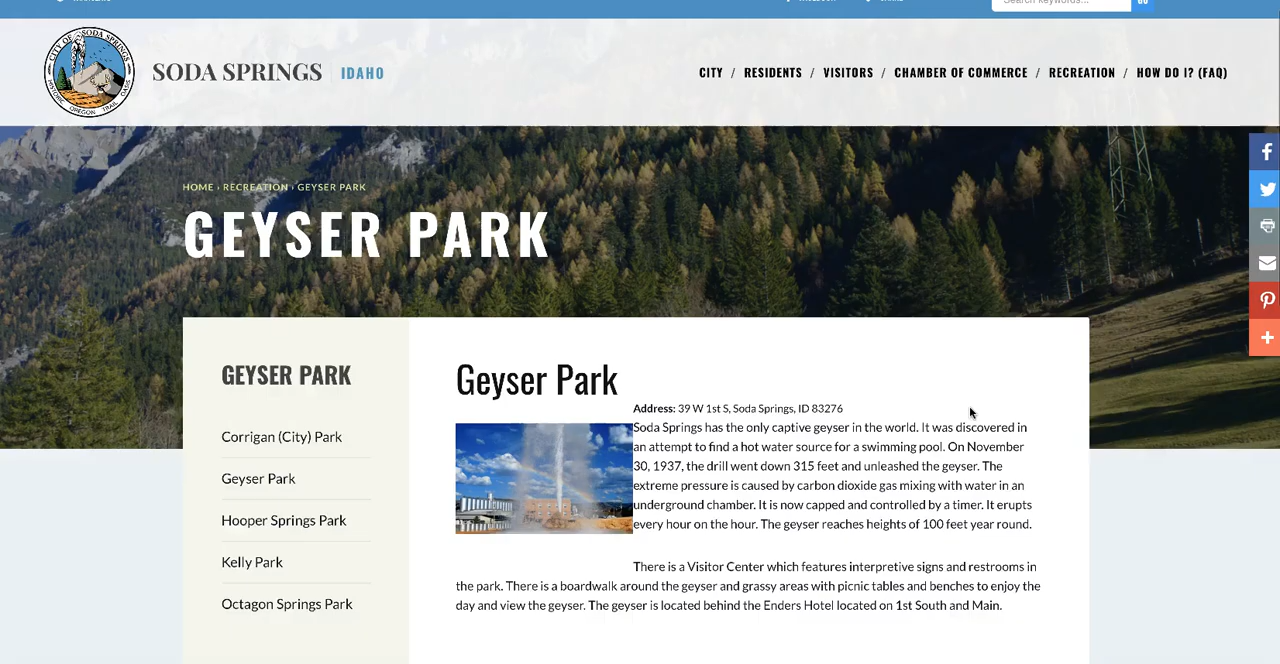 CITY OF SODA SPRINGS
HISTORIC OREGON TRAIL OASIS
SODA SPRINGS IDAHO
CITY / RESIDENTS / VISITORS / CHAMBER OF COMMERCE / RECREATION / HOW DO I? (FAQ)
HOME › RECREATION › GEYSER PARK
GEYSER PARK
GEYSER PARK
Corrigan (City) Park
Geyser Park
Hooper Springs Park
Kelly Park
Octagon Springs Park
Geyser Park
Address: 39 W 1st S, Soda Springs, ID 83276
Soda Springs has the only captive geyser in the world. It was discovered in
an attempt to find a hot water source for a swimming pool. On November
30, 1937, the drill went down 315 feet and unleashed the geyser. The
extreme pressure is caused by carbon dioxide gas mixing with water in an
underground chamber. It is now capped and controlled by a timer. It erupts
every hour on the hour. The geyser reaches heights of 100 feet year round.
There is a Visitor Center which features interpretive signs and restrooms in
the park. There is a boardwalk around the geyser and grassy areas with picnic tables and benches to enjoy the
day and view the geyser. The geyser is located behind the Enders Hotel located on 1st South and Main.